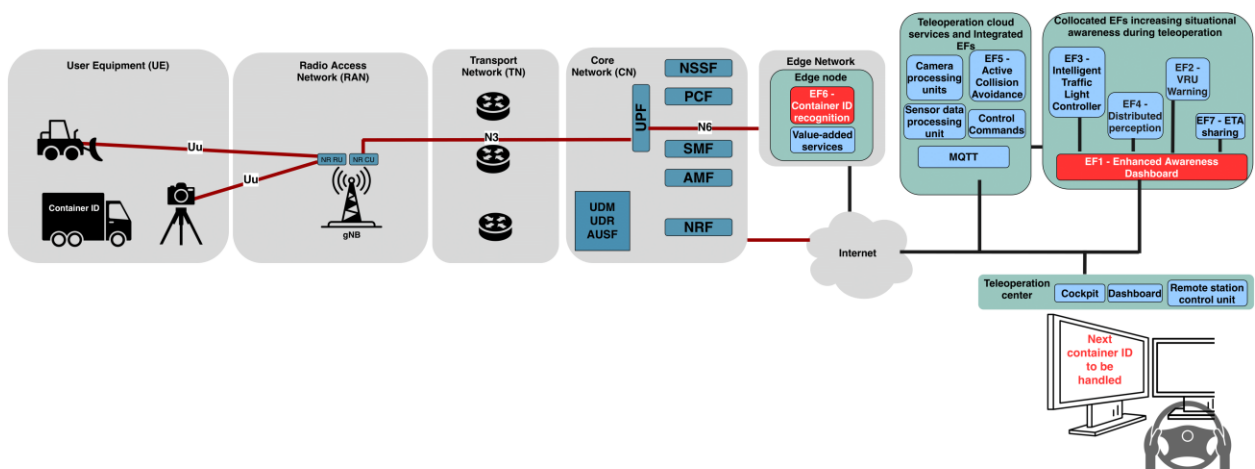 User Equipment (UE)
Container ID
Uu
Uu
Radio Access
Network (RAN)
NR RU
NR CU
gNB
Transport
Network (TN)
N3
Core
Network (CN)
UPF
NSSF
PCF
SMF
AMF
NRF
UDM
UDR
AUSF
N6
Edge Network
Edge node
EF6
- Container ID
recognition
Value-added
services
Internet
Teleoperation cloud
services and Integrated
EFs
Camera
processing
units
EF5 -
Active
Collision
Avoidance
Sensor data
processing
unit
Control
Commands
MQTT
Collocated EFs increasing situational
awareness during teleoperation
EF3 -
Intelligent
Traffic
Light
Controller
EF4 -
Distributed
perception
EF2 -
VRU
Warning
EF7 - ETA
sharing
EF1 - Enhanced Awareness
Dashboard
Teleoperation
center
Cockpit
Dashboard
Remote station
control unit
Next
container ID
to be
handled